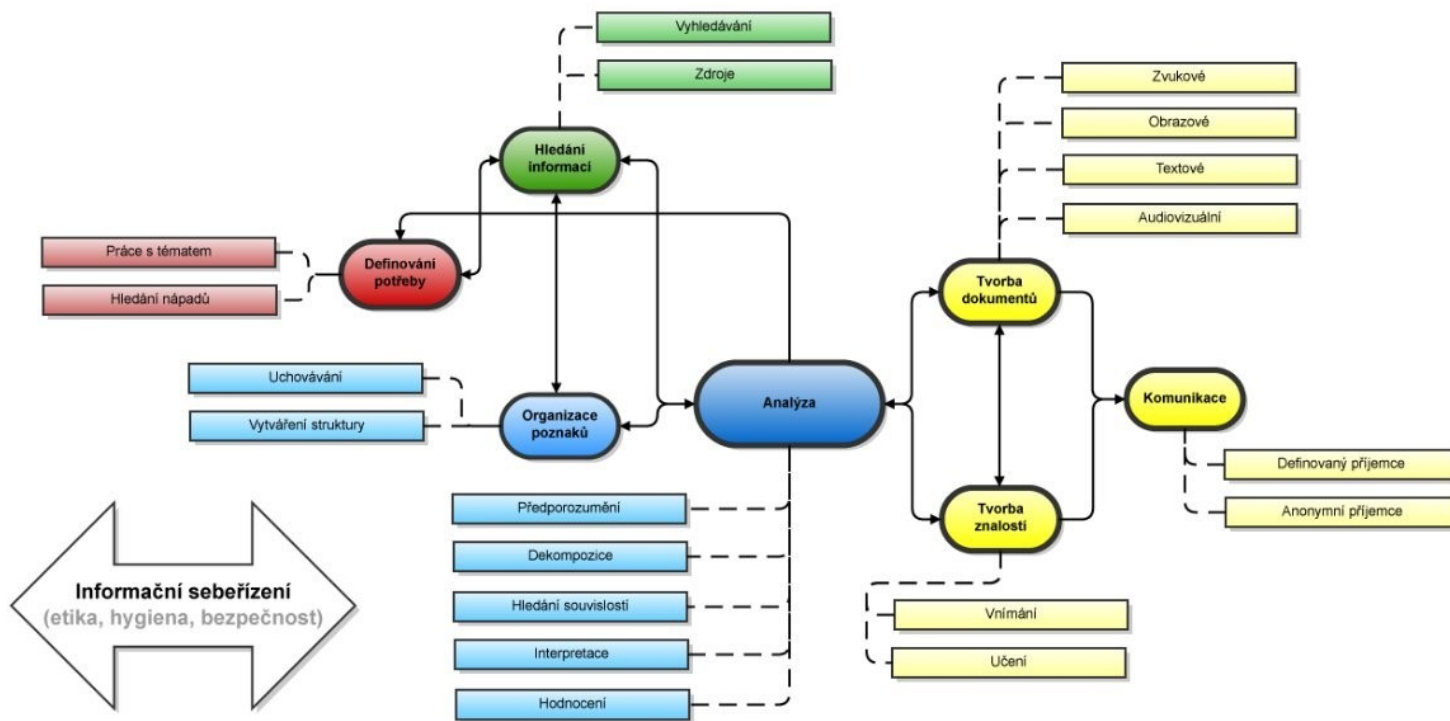 Vyhledávání
Zdroje
Hledání
informací
Zvukové
Obrazové
Textové
Audiovizuální
Práce s tématem
Hledání nápadů
Definování
potřeby
Tvorba
dokumentů
Uchovávání
Vytváření struktury
Organizace
poznaků
Analýza
Komunikace
Definovaný příjemce
Anonymní příjemce
Předporozumění
Dekompozice
Hledání souvislostí
Interpretace
Hodnocení
Tvorba
znalostí
Vnímání
Učení
Informační sebeřízení
(etika, hygiena, bezpečnost)